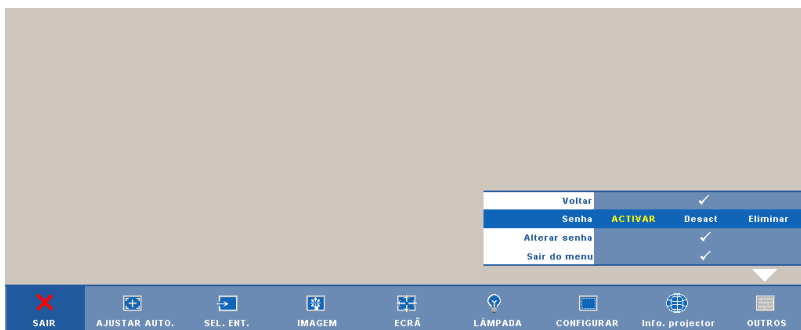 Voltar
Senha ACTIVAR Desact Eliminar
Alterar senha
Sair do menu
SAIR AJUSTAR AUTO. SEL. ENT. IMAGEM ECRÃ LÂMPADA CONFIGURAR Info. projector OUTROS